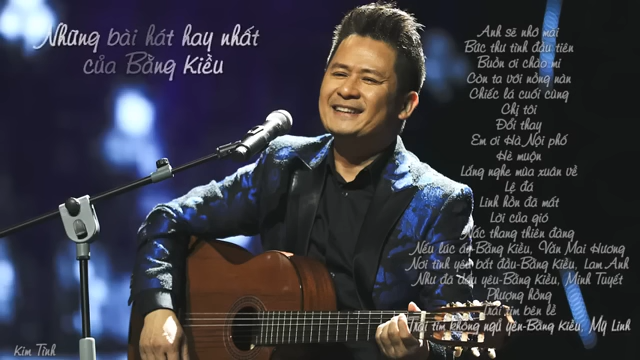 Những bài hát hay nhất
của Bằng Kiều
Anh sẽ nhớ mãi
Bức thư tình đầu tiên
Buồn ơi chào mi
Còn ta với nồng nàn
Chiếc lá cuối cùng
Chị tôi
Đổi thay
Em ơi Hà Nội phố
Hè muộn
Lắng nghe mùa xuân về
Lệ đá
Linh hồn đã mất
Lời của gió
Nấc thang thiên đàng
Nếu lúc ấy-Bằng Kiều, Văn Mai Hương
Nơi tình yêu bắt đầu-Bằng Kiều, Lam Anh
Như đã dấu yêu-Bằng Kiều, Minh Tuyết
Phượng hồng
Trái tim bên lề
Trái tim không ngủ yên-Bằng Kiều, Mỹ Linh
Kim Tĩnh